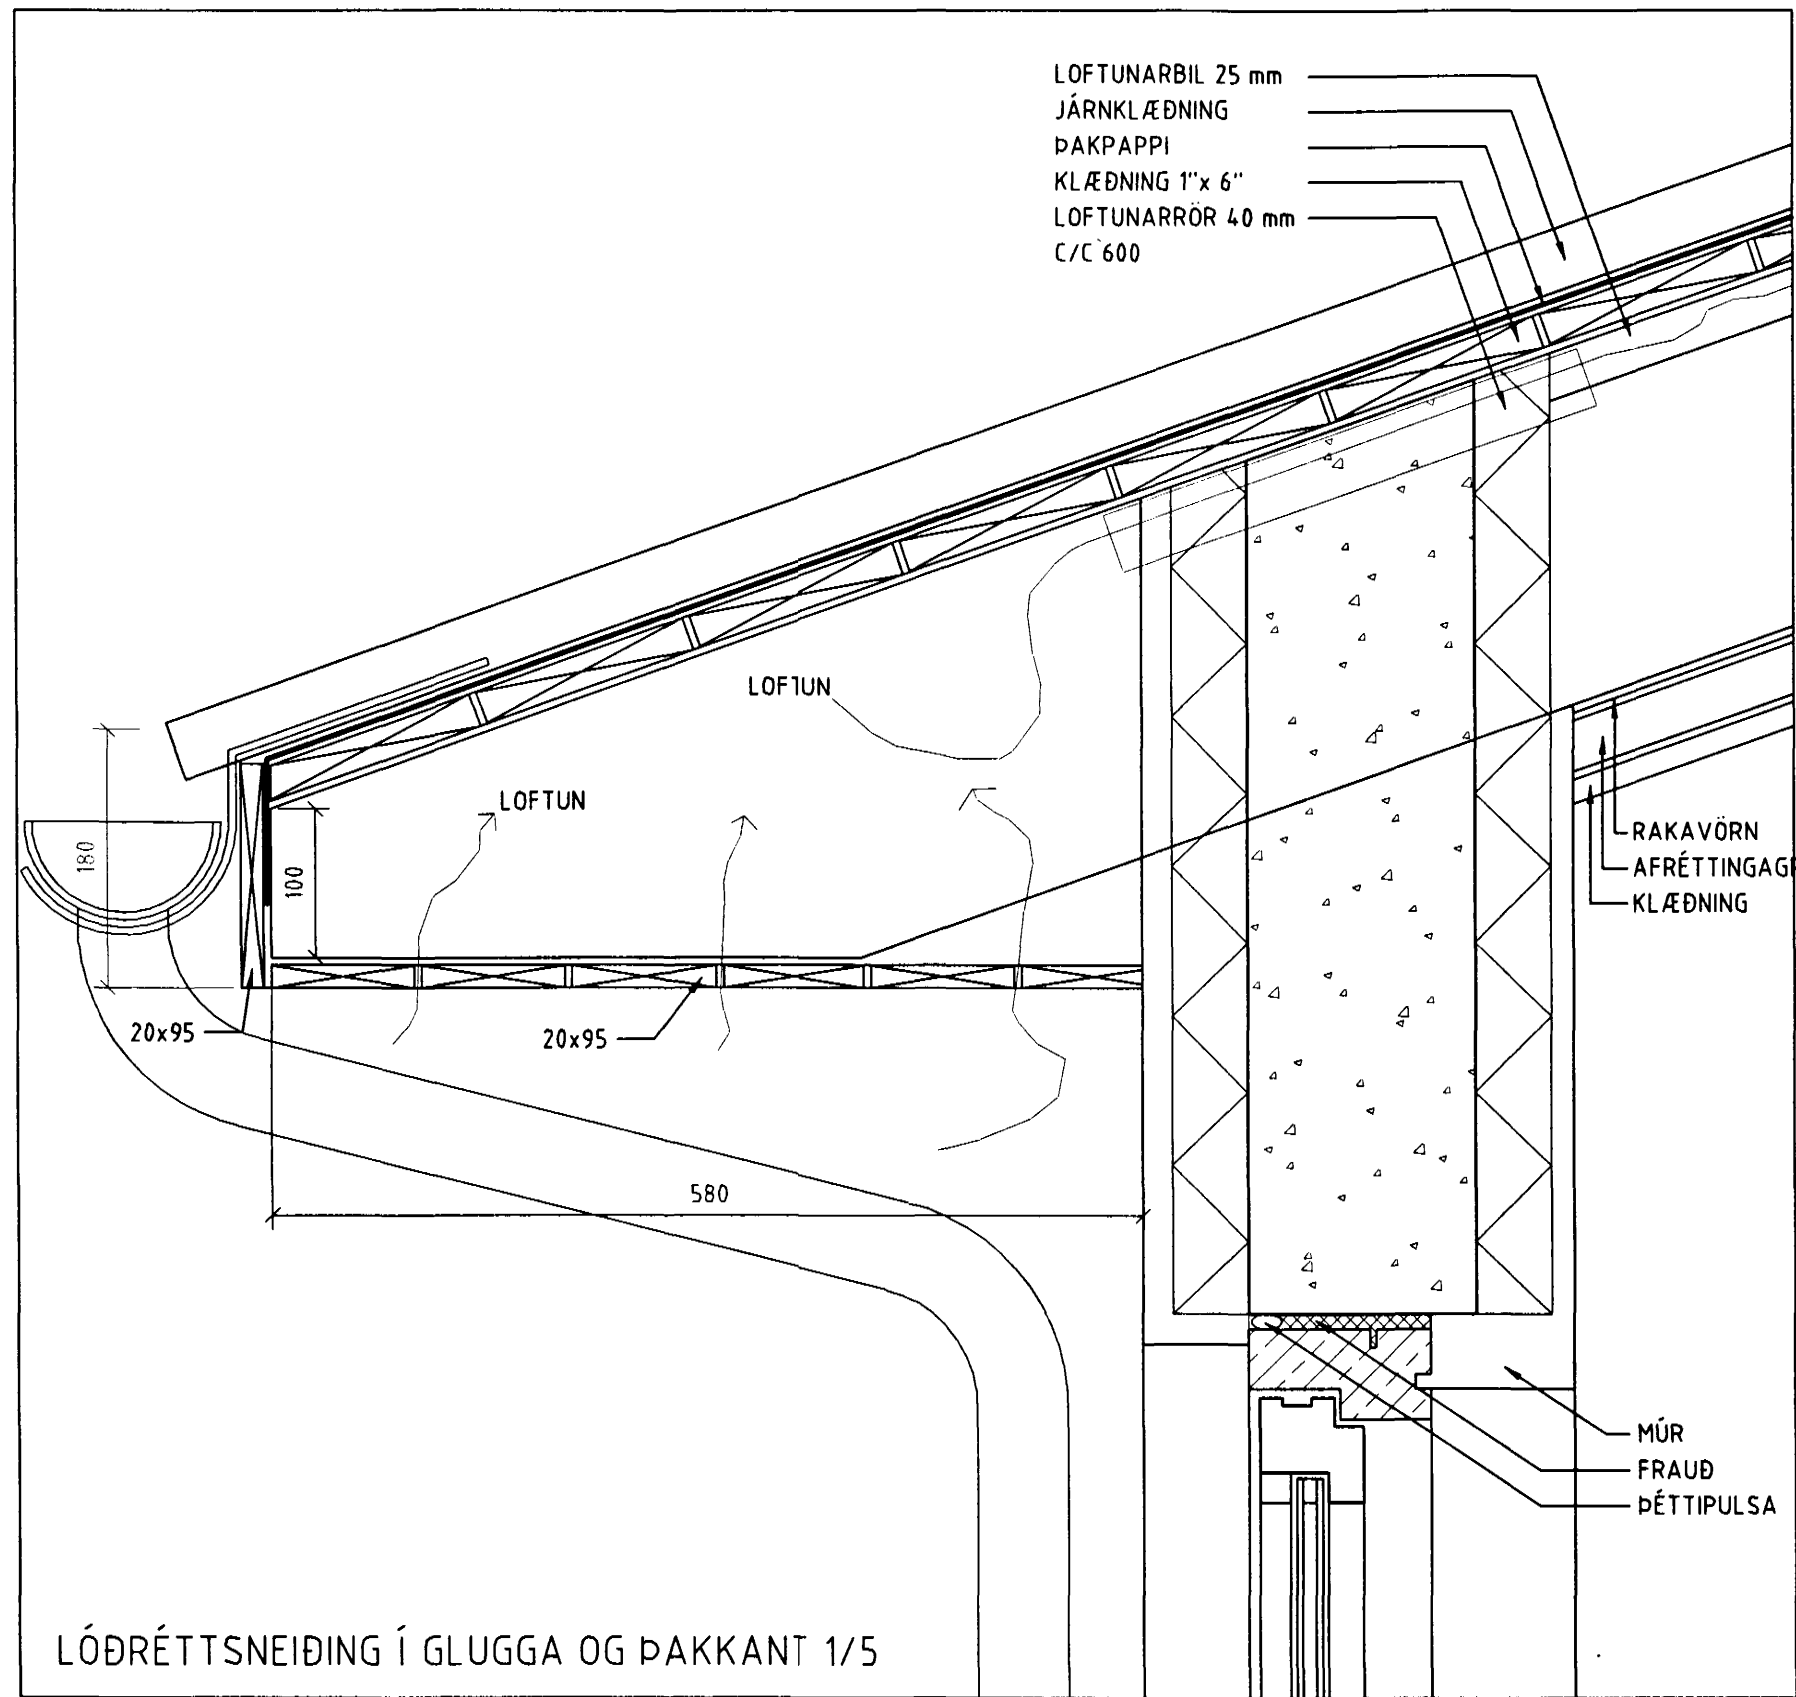 LOFTUNARBIL 25 mm
JÁRNKLÆÐNING
ÞAKPAPPI
KLÆÐNING 1"x 6"
LOFTUNARRÖR 40 mm
C/C 600
LOFTUN
LOFTUN
180
100
RAKAVÖRN
AFRÉTTINGAG
KLÆÐNING
20x95
20x95
580
MÚR
FRAUÐ
ÞÉTTIPULSA
LÓÐRÉTTSNEIÐING Í GLUGGA OG ÞAKKANT 1/5